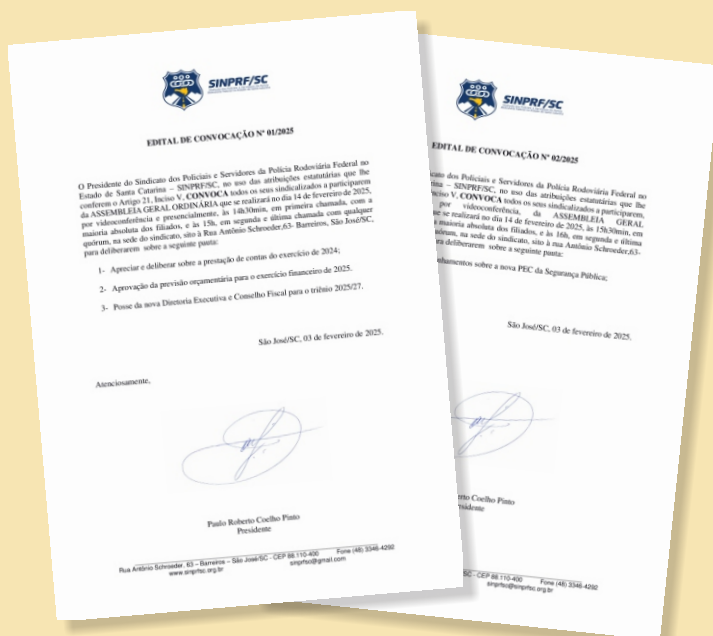 SINPRF/SC
EDITAL DE CONVOCAÇÃO Nº 01/2025
O Presidente do Sindicato dos Policiais e Servidores da Polícia Rodoviária Federal no
Estado de Santa Catarina – SINPRF/SC, no uso das atribuições estatutárias que lhe
conferem o Artigo 21, Inciso V, CONVOCA todos os seus sindicalizados a participarem
da ASSEMBLEIA GERAL ORDINÁRIA que se realizará no dia 14 de fevereiro de 2025,
por videoconferência e presencialmente, às 14h30min, em primeira chamada, com a
maioria absoluta dos filiados, e às 15h, em segunda e última chamada com qualquer
quórum, na sede do sindicato, sito à Rua Antônio Schroeder,63- Barreiros, São José/SC,
para deliberarem sobre a seguinte pauta:
1- Apreciar e deliberar sobre a prestação de contas do exercício de 2024;
2- Aprovação da previsão orçamentária para o exercício financeiro de 2025.
3- Posse da nova Diretoria Executiva e Conselho Fiscal para o triênio 2025/27.
São José/SC, 03 de fevereiro de 2025.
Atenciosamente,
Paulo Roberto Coelho Pinto
Presidente
Rua Antônio Schroeder, 63 – Barreiros – São José/SC - CEP 88.110-400 Fone (48) 3346-4292
www.sinprfsc.org.br sinprfsc@gmail.com
SINPRF/SC
EDITAL DE CONVOCAÇÃO Nº 02/2025
cato dos Policiais e Servidores da Polícia Rodoviária Federal no
rina – SINPRF/SC, no uso das atribuições estatutárias que lhe
nciso V, CONVOCA todos os seus sindicalizados a participarem,
por videoconferência, da ASSEMBLEIA GERAL
ue se realizará no dia 14 de fevereiro de 2025, às 15h30min, em
maioria absoluta dos filiados, e às 16h, em segunda e última
uórum, na sede do sindicato, sito à rua Antônio Schroeder,63-
ara deliberarem sobre a seguinte pauta:
nhamentos sobre a nova PEC da Segurança Pública;
São José/SC, 03 de fevereiro de 2025.
rto Coelho Pinto
esidente
SC - CEP 88.110-400 Fone (48) 3346-4292
sinprfsc@sinprfsc.org.br